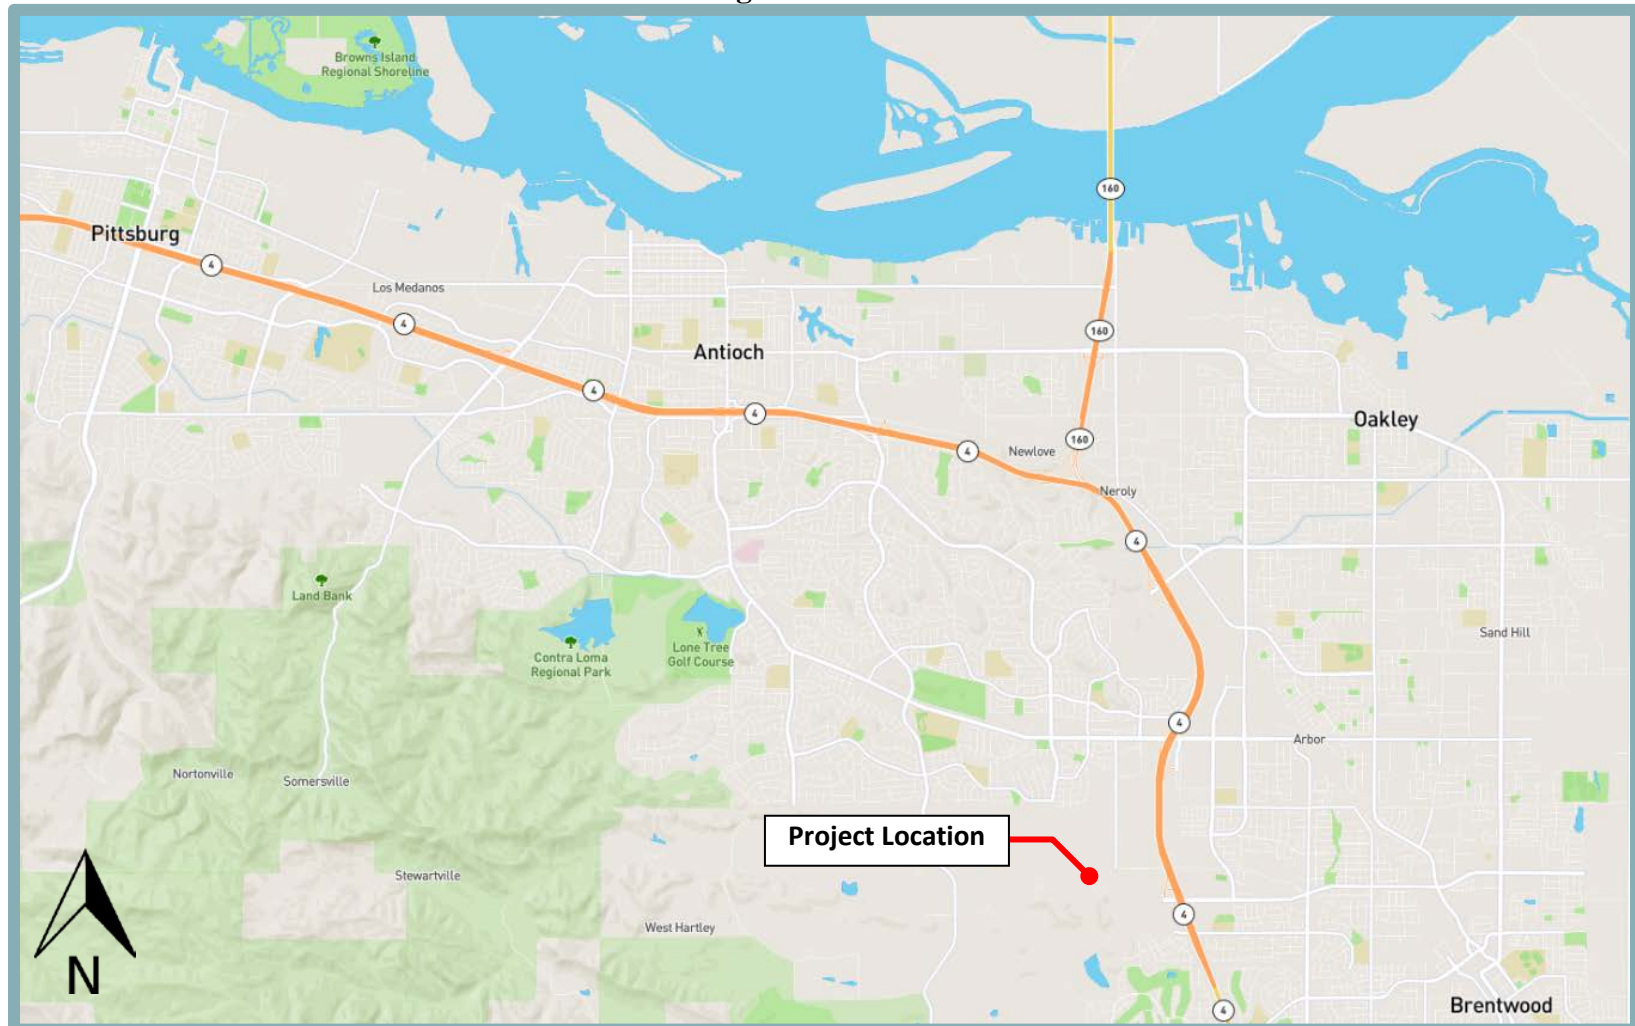 Browns Island
Regional Shoreline
160
Pittsburg
4
Los Medanos
4
160
Antioch
4
4
Oakley
160
4
Newlove
Neroly
4
Land Bank
Contra Loma
Regional Park
Lone Tree
Golf Course
Sand Hill
4
Arbor
Nortonville
Somersville
Project Location
Stewartville
4
West Hartley
N
4
Brentwood